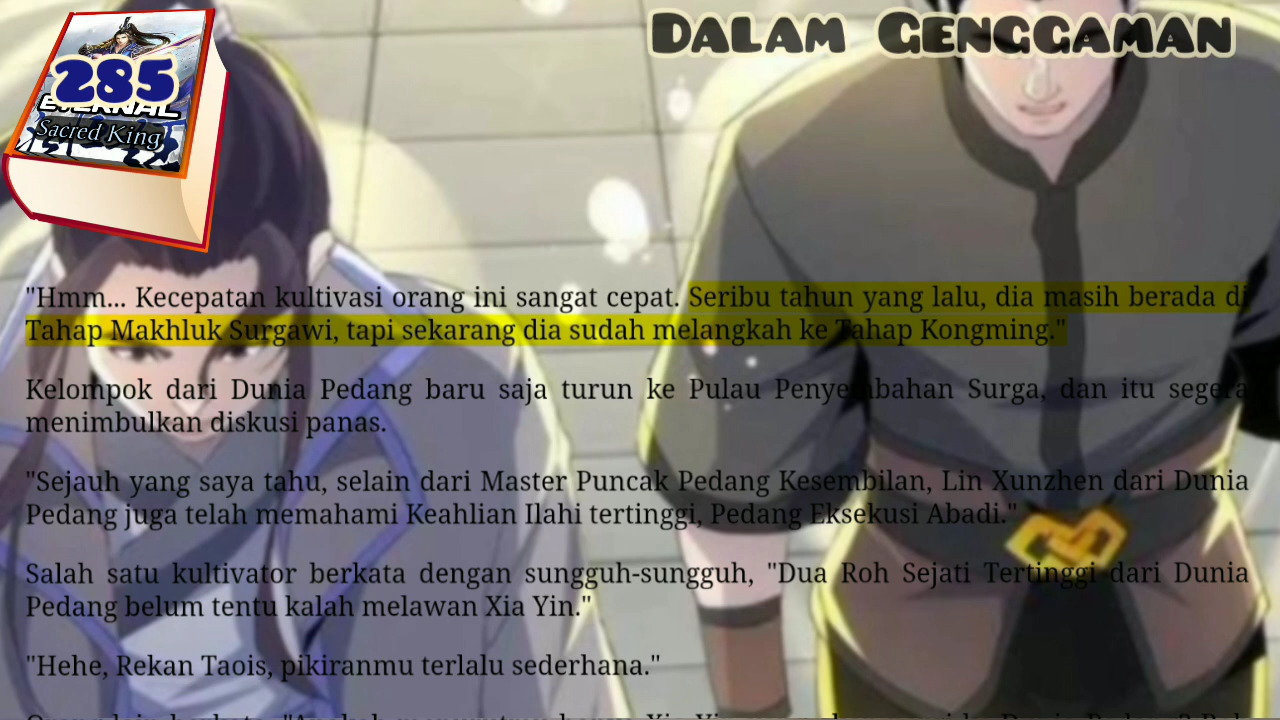 Dalam Genggaman
285
ETERNAL
Sacred King
"Hmm... Kecepatan kultivasi orang ini sangat cepat. Seribu tahun yang lalu, dia masih berada di
Tahap Makhluk Surgawi, tapi sekarang dia sudah melangkah ke Tahap Kongming."
Kelompok dari Dunia Pedang baru saja turun ke Pulau Penyembahan Surga, dan itu segera
menimbulkan diskusi panas.
"Sejauh yang saya tahu, selain dari Master Puncak Pedang Kesembilan, Lin Xunzhen dari Dunia
Pedang juga telah memahami Keahlian Ilahi tertinggi, Pedang Eksekusi Abadi."
Salah satu kultivator berkata dengan sungguh-sungguh, "Dua Roh Sejati Tertinggi dari Dunia
Pedang belum tentu kalah melawan Xia Yin."
"Hehe, Rekan Taois, pikiranmu terlalu sederhana."